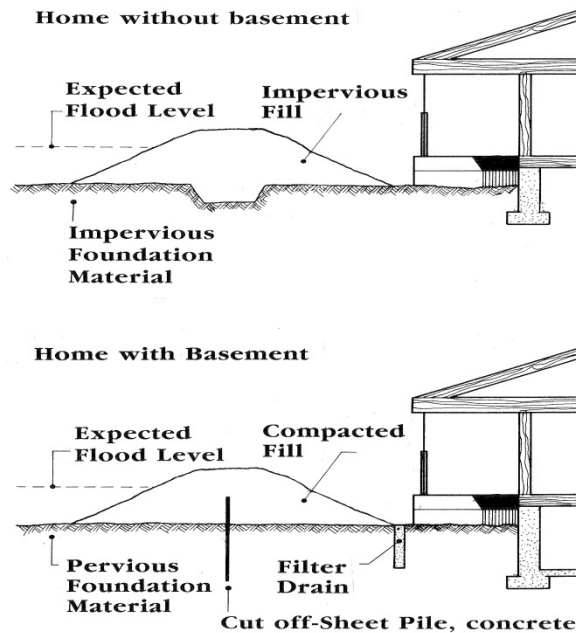 Home without basement
Expected
Flood Level
Impervious
Fill
Impervious
Foundation
Material
Home with Basement
Expected
Flood Level
Compacted
Fill
Pervious
Foundation
Material
Filter
Drain
Cut off-Sheet Pile, concrete